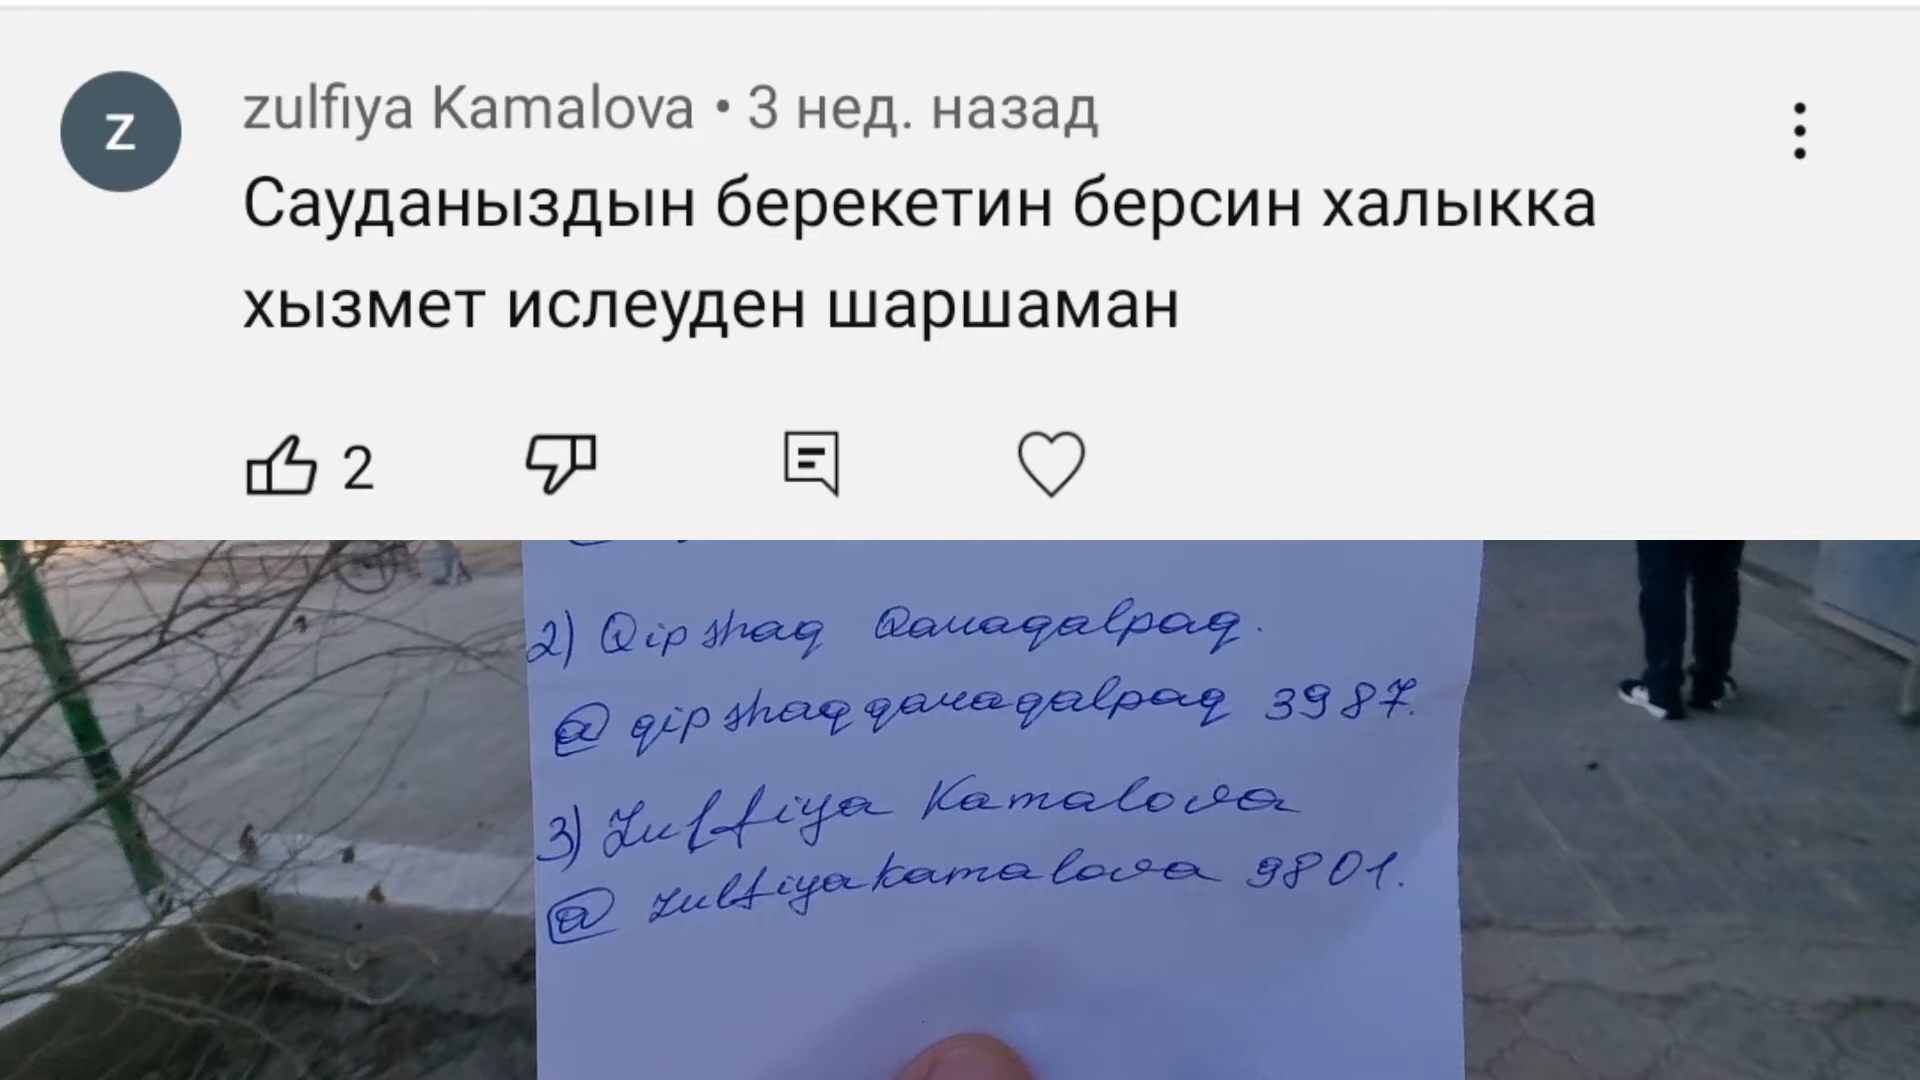 Z
zulfiya Kamalova • 3 нед. назад
Сауданыздын берекетин берсин халыкка
хызмет ислеуден шаршаман
2
2) Qipshaq Qaraqalpaq.
@ qipshaqqaraqalpaq 3987.
3) Zulfiya Kamalova
@ zulfiyakamalova 9801.